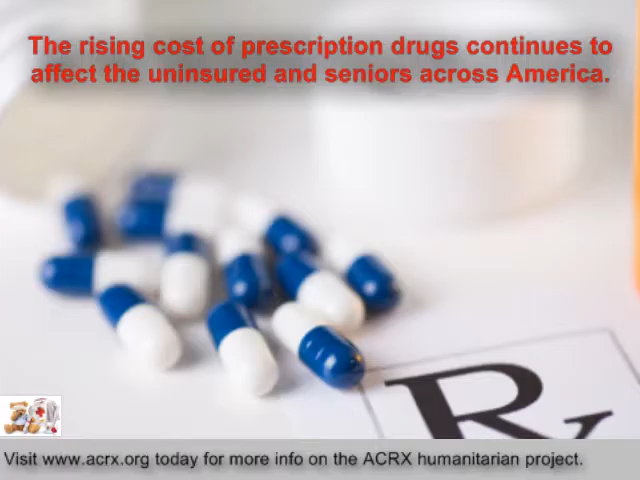 The rising cost of prescription drugs continues to
affect the uninsured and seniors across America.
Rx
Visit www.acrx.org today for more info on the ACRX humanitarian project.